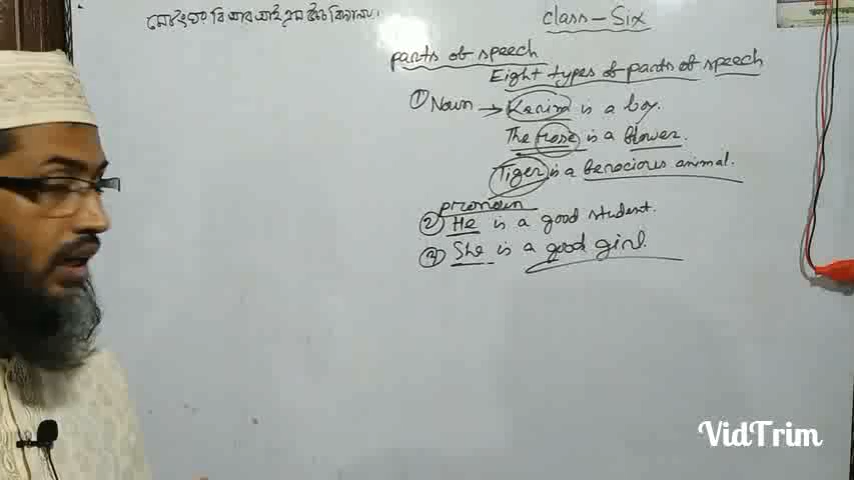 class-Six
parts of speech
Eight types of parts of speech
① Noun → Karim is a boy.
The rose is a flower.
Tiger is a ferocious animal.
pronoun
② He is a good student.
③ She is a good girl.
VidTrim